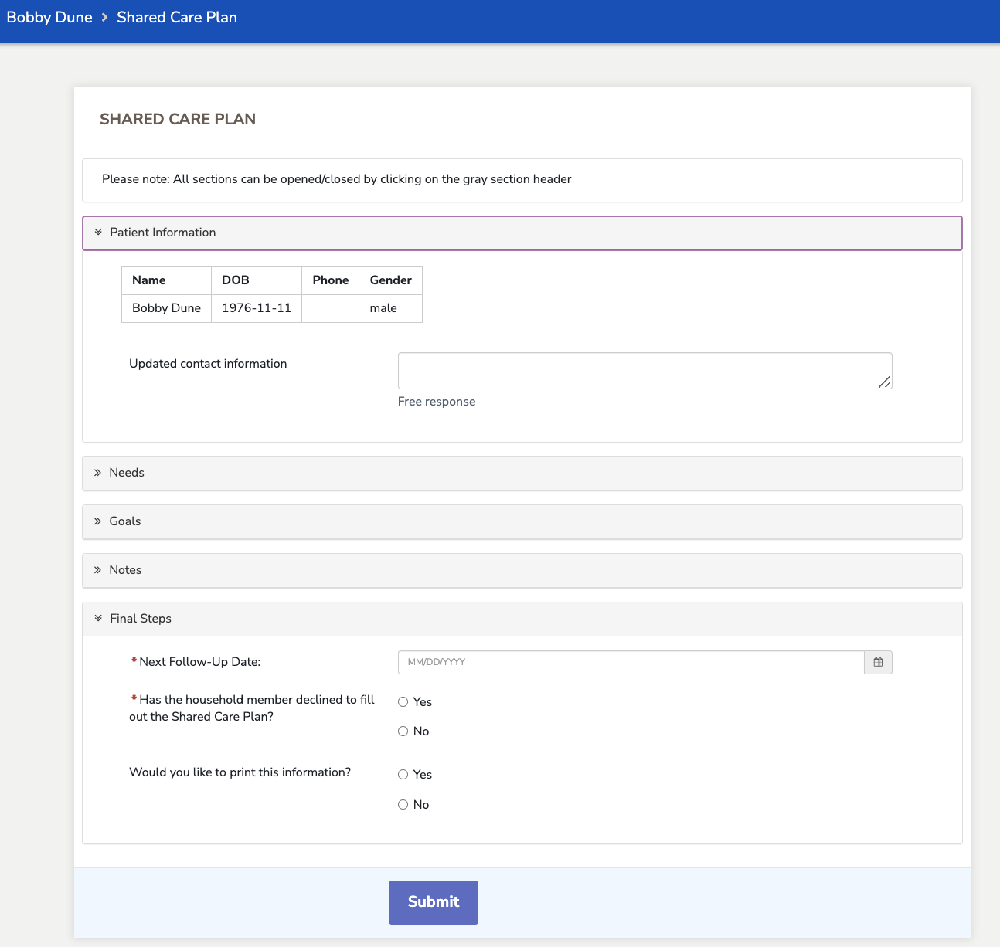 Bobby Dune > Shared Care Plan
SHARED CARE PLAN
Please note: All sections can be opened/closed by clicking on the gray section header
Patient Information
Name DOB Phone Gender
Bobby Dune 1976-11-11 male
Updated contact information
Free response
Needs
Goals
Notes
Final Steps
* Next Follow-Up Date: MM/DD/YYYY
* Has the household member declined to fill
out the Shared Care Plan?
Yes
No
Would you like to print this information?
Yes
No
Submit